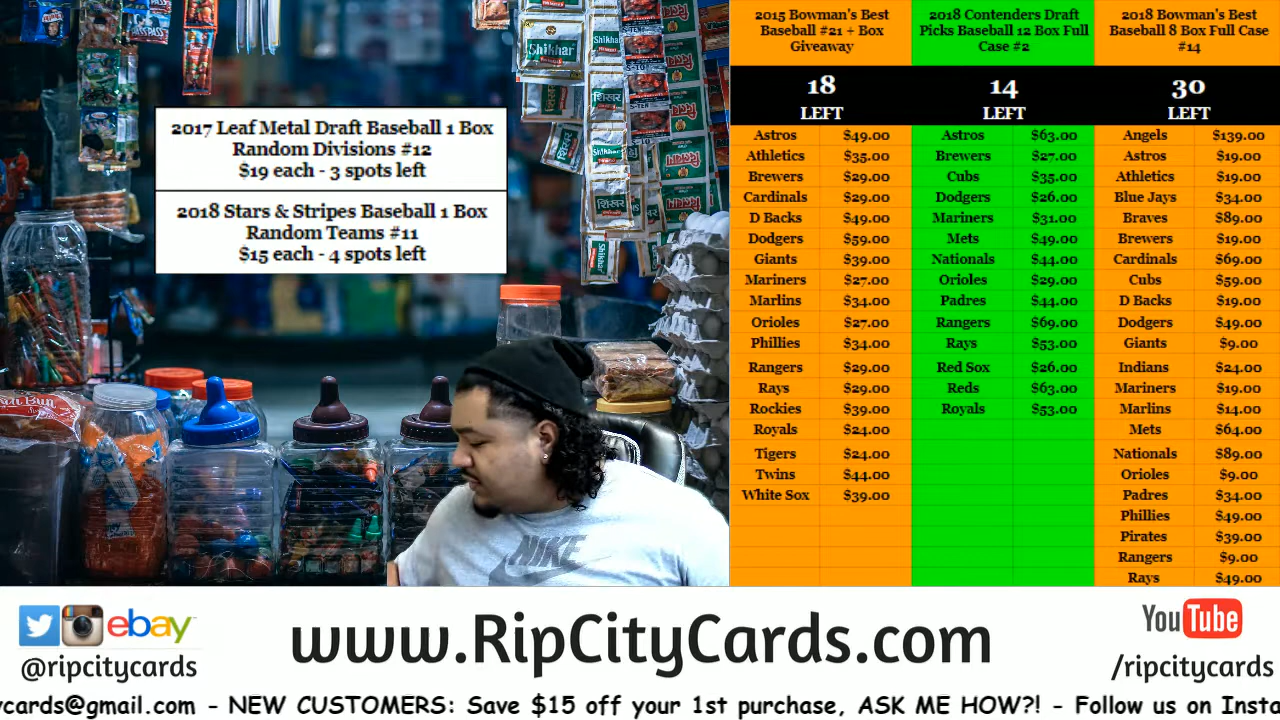 2017 Leaf Metal Draft Baseball 1 Box
Random Divisions #12
$19 each - 3 spots left
2018 Stars & Stripes Baseball 1 Box
Random Teams #11
$15 each - 4 spots left
Shikhar
Shikhar
शिखर
शिखर
Shikhar
NIKE
2015 Bowman's Best
Baseball #21 + Box
Giveaway
18
LEFT
Astros $49.00
Athletics $35.00
Brewers $29.00
Cardinals $29.00
D Backs $49.00
Dodgers $59.00
Giants $39.00
Mariners $27.00
Marlins $34.00
Orioles $27.00
Phillies $34.00
Rangers $29.00
Rays $29.00
Rockies $39.00
Royals $24.00
Tigers $24.00
Twins $44.00
White Sox $39.00
2018 Contenders Draft
Picks Baseball 12 Box Full
Case #2
14
LEFT
Astros $63.00
Brewers $27.00
Cubs $35.00
Dodgers $26.00
Mariners $31.00
Mets $49.00
Nationals $44.00
Orioles $29.00
Padres $44.00
Rangers $69.00
Rays $53.00
Red Sox $26.00
Reds $63.00
Royals $53.00
2018 Bowman's Best
Baseball 8 Box Full Case
#14
30
LEFT
Angels $139.00
Astros $19.00
Athletics $19.00
Blue Jays $34.00
Braves $89.00
Brewers $19.00
Cardinals $69.00
Cubs $59.00
D Backs $19.00
Dodgers $49.00
Giants $9.00
Indians $24.00
Mariners $19.00
Marlins $14.00
Mets $64.00
Nationals $89.00
Orioles $9.00
Padres $34.00
Phillies $49.00
Pirates $39.00
Rangers $9.00
Rays $49.00
ebay
@ripcitycards
www.RipCityCards.com
YouTube
/ripcitycards
ycards@gmail.com - NEW CUSTOMERS: Save $15 off your 1st purchase, ASK ME HOW?! - Follow us on Insta